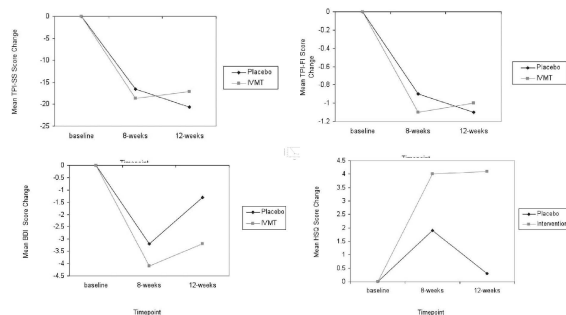 Mean TPI-SS Score Change
0
-5
-10
-15
-20
-25
baseline
8-weeks
12-weeks
Timepoint
Placebo
IVMT
Mean TPI-FI Score Change
0
-0.2
-0.4
-0.6
-0.8
-1
-1.2
baseline
8-weeks
12-weeks
Timepoint
Placebo
IVMT
Mean BDI Score Change
0
-0.5
-1
-1.5
-2
-2.5
-3
-3.5
-4
-4.5
baseline
8-weeks
12-weeks
Timepoint
Placebo
IVMT
Mean HSQ Score Change
4.5
4
3.5
3
2.5
2
1.5
1
0.5
0
baseline
8-weeks
12-weeks
Timepoint
Placebo
Intervention